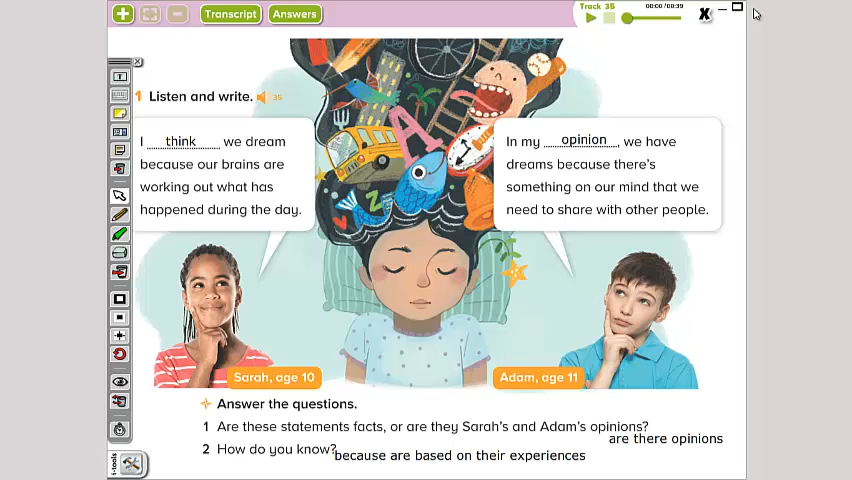 Transcript
Answers
Track 35
00:00 / 00:39
X
1 Listen and write. 35
I think we dream
because our brains are
working out what has
happened during the day.
In my opinion, we have
dreams because there's
something on our mind that we
need to share with other people.
A
Z
Sarah, age 10
Adam, age 11
Answer the questions.
1 Are these statements facts, or are they Sarah's and Adam's opinions?
are there opinions
2 How do you know?
because are based on their experiences
t-tools
T